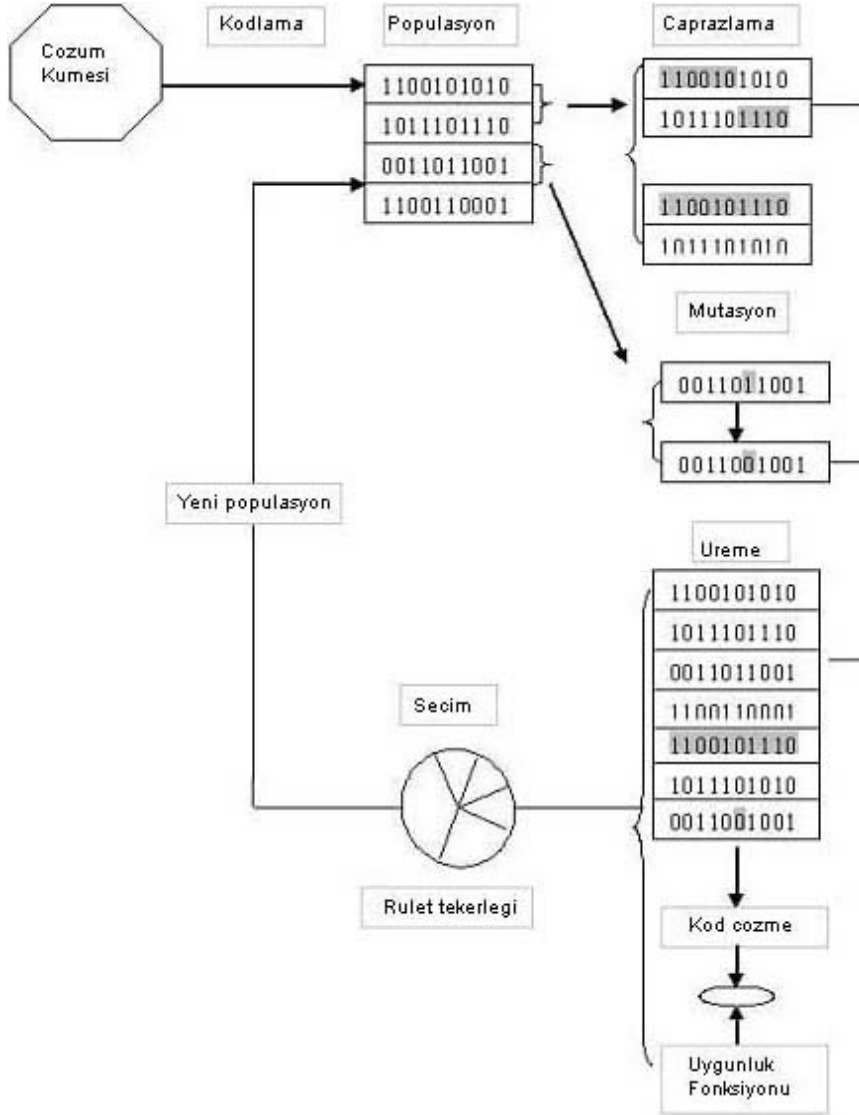 Cozum
Kumesi
Kodlama
Populasyon
Caprazlama
1100101010
1011101110
0011011001
1100110001
1100101010
1011101110
1100101110
1011101010
Mutasyon
0011011001
0011001001
Yeni populasyon
Ureme
1100101010
1011101110
0011011001
1100110001
1100101110
1011101010
0011001001
Secim
Rulet tekerlegi
Kod cozme
Uygunluk
Fonksiyonu